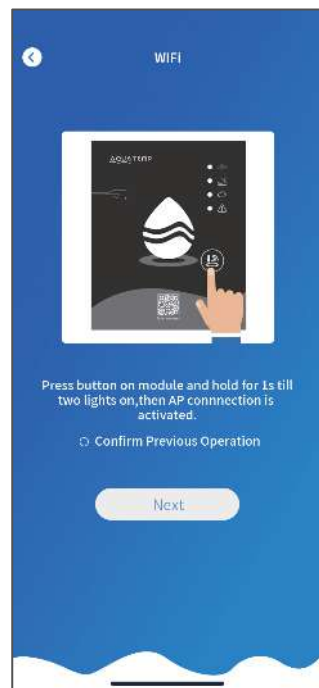 WIFI
AQUATEMP
Press button on module and hold for 1s till
two lights on,then AP connnection is
activated.
Confirm Previous Operation
Next